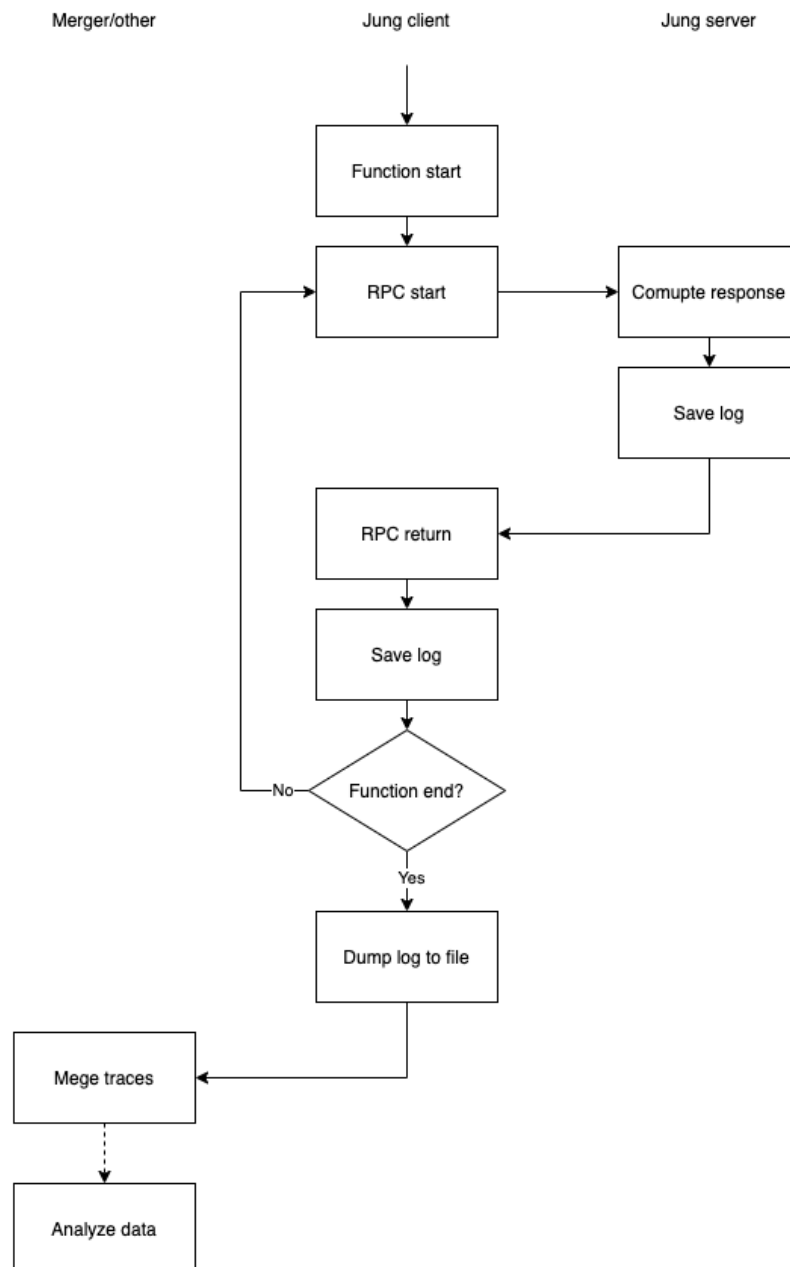 Merger/other
Jung client
Jung server
Function start
RPC start
Comupte response
Save log
RPC return
Save log
Function end?
No
Yes
Dump log to file
Mege traces
Analyze data